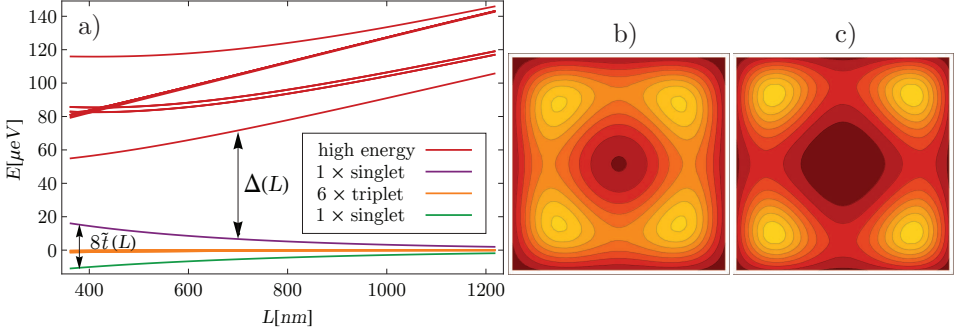 a)
b)
c)
E[μeV]
140
120
100
80
60
40
20
0
Δ(L)
8t̃(L)
high energy
1 × singlet
6 × triplet
1 × singlet
400
600
800
1000
1200
L[nm]